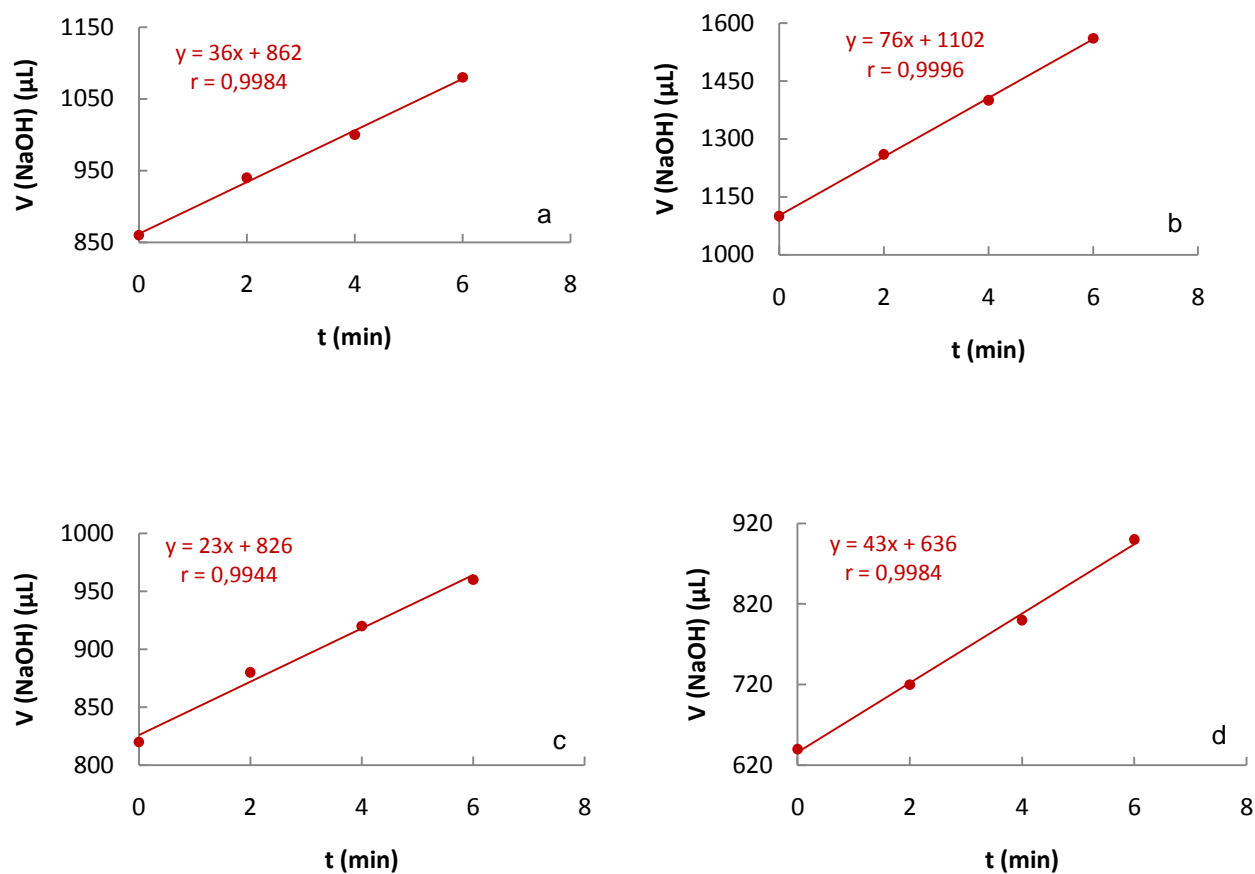 1150
1050
950
850
V (NaOH) (µL)
y = 36x + 862
r = 0,9984
a
0 2 4 6 8
t (min)
1600
1450
1300
1150
1000
V (NaOH) (µL)
y = 76x + 1102
r = 0,9996
b
0 2 4 6 8
t (min)
1000
950
900
850
800
V (NaOH) (µL)
y = 23x + 826
r = 0,9944
c
0 2 4 6 8
t (min)
920
820
720
620
V (NaOH) (µL)
y = 43x + 636
r = 0,9984
d
0 2 4 6 8
t (min)